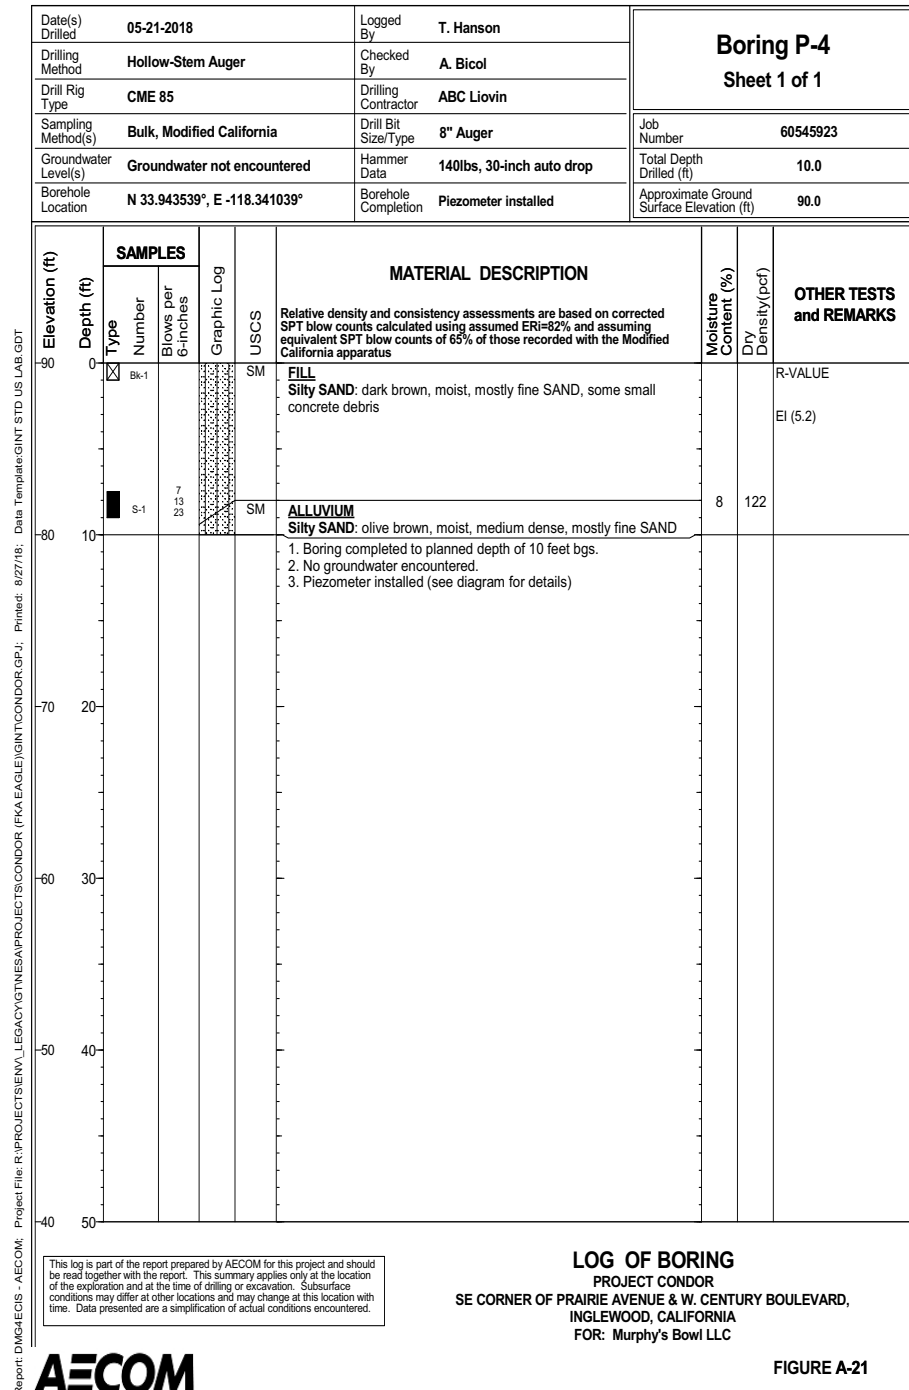 Date(s) Drilled 05-21-2018 Logged By T. Hanson
Drilling Method Hollow-Stem Auger Checked By A. Bicol
Drill Rig Type CME 85 Drilling Contractor ABC Liovin
Sampling Method(s) Bulk, Modified California Drill Bit Size/Type 8" Auger
Groundwater Level(s) Groundwater not encountered Hammer Data 140lbs, 30-inch auto drop
Borehole Location N 33.943539°, E -118.341039° Borehole Completion Piezometer installed
Boring P-4
Sheet 1 of 1
Job Number 60545923
Total Depth Drilled (ft) 10.0
Approximate Ground Surface Elevation (ft) 90.0
Elevation (ft)
Depth (ft)
SAMPLES
Type
Number
Blows per 6-inches
Graphic Log
USCS
MATERIAL DESCRIPTION
Relative density and consistency assessments are based on corrected
SPT blow counts calculated using assumed ERi=82% and assuming
equivalent SPT blow counts of 65% of those recorded with the Modified
California apparatus
Moisture Content (%)
Dry Density(pcf)
OTHER TESTS
and REMARKS
90 0
Bk-1
SM
FILL
Silty SAND: dark brown, moist, mostly fine SAND, some small
concrete debris
R-VALUE
EI (5.2)
S-1
7
13
23
8 122
SM
ALLUVIUM
Silty SAND: olive brown, moist, medium dense, mostly fine SAND
80 10
1. Boring completed to planned depth of 10 feet bgs.
2. No groundwater encountered.
3. Piezometer installed (see diagram for details)
70 20
60 30
50 40
40 50
This log is part of the report prepared by AECOM for this project and should
be read together with the report. This summary applies only at the location
of the exploration and at the time of drilling or excavation. Subsurface
conditions may differ at other locations and may change at this location with
time. Data presented are a simplification of actual conditions encountered.
LOG OF BORING
PROJECT CONDOR
SE CORNER OF PRAIRIE AVENUE & W. CENTURY BOULEVARD,
INGLEWOOD, CALIFORNIA
FOR: Murphy's Bowl LLC
AECOM
FIGURE A-21
Report: DMG4ECIS - AECOM; Project File: R:\PROJECTS\ENV\_LEGACY\GT\NESA\PROJECTS\CONDOR (FKA EAGLE)\GINT\CONDOR.GPJ; Printed: 8/27/18; Data Template:GINT STD US LAB.GDT